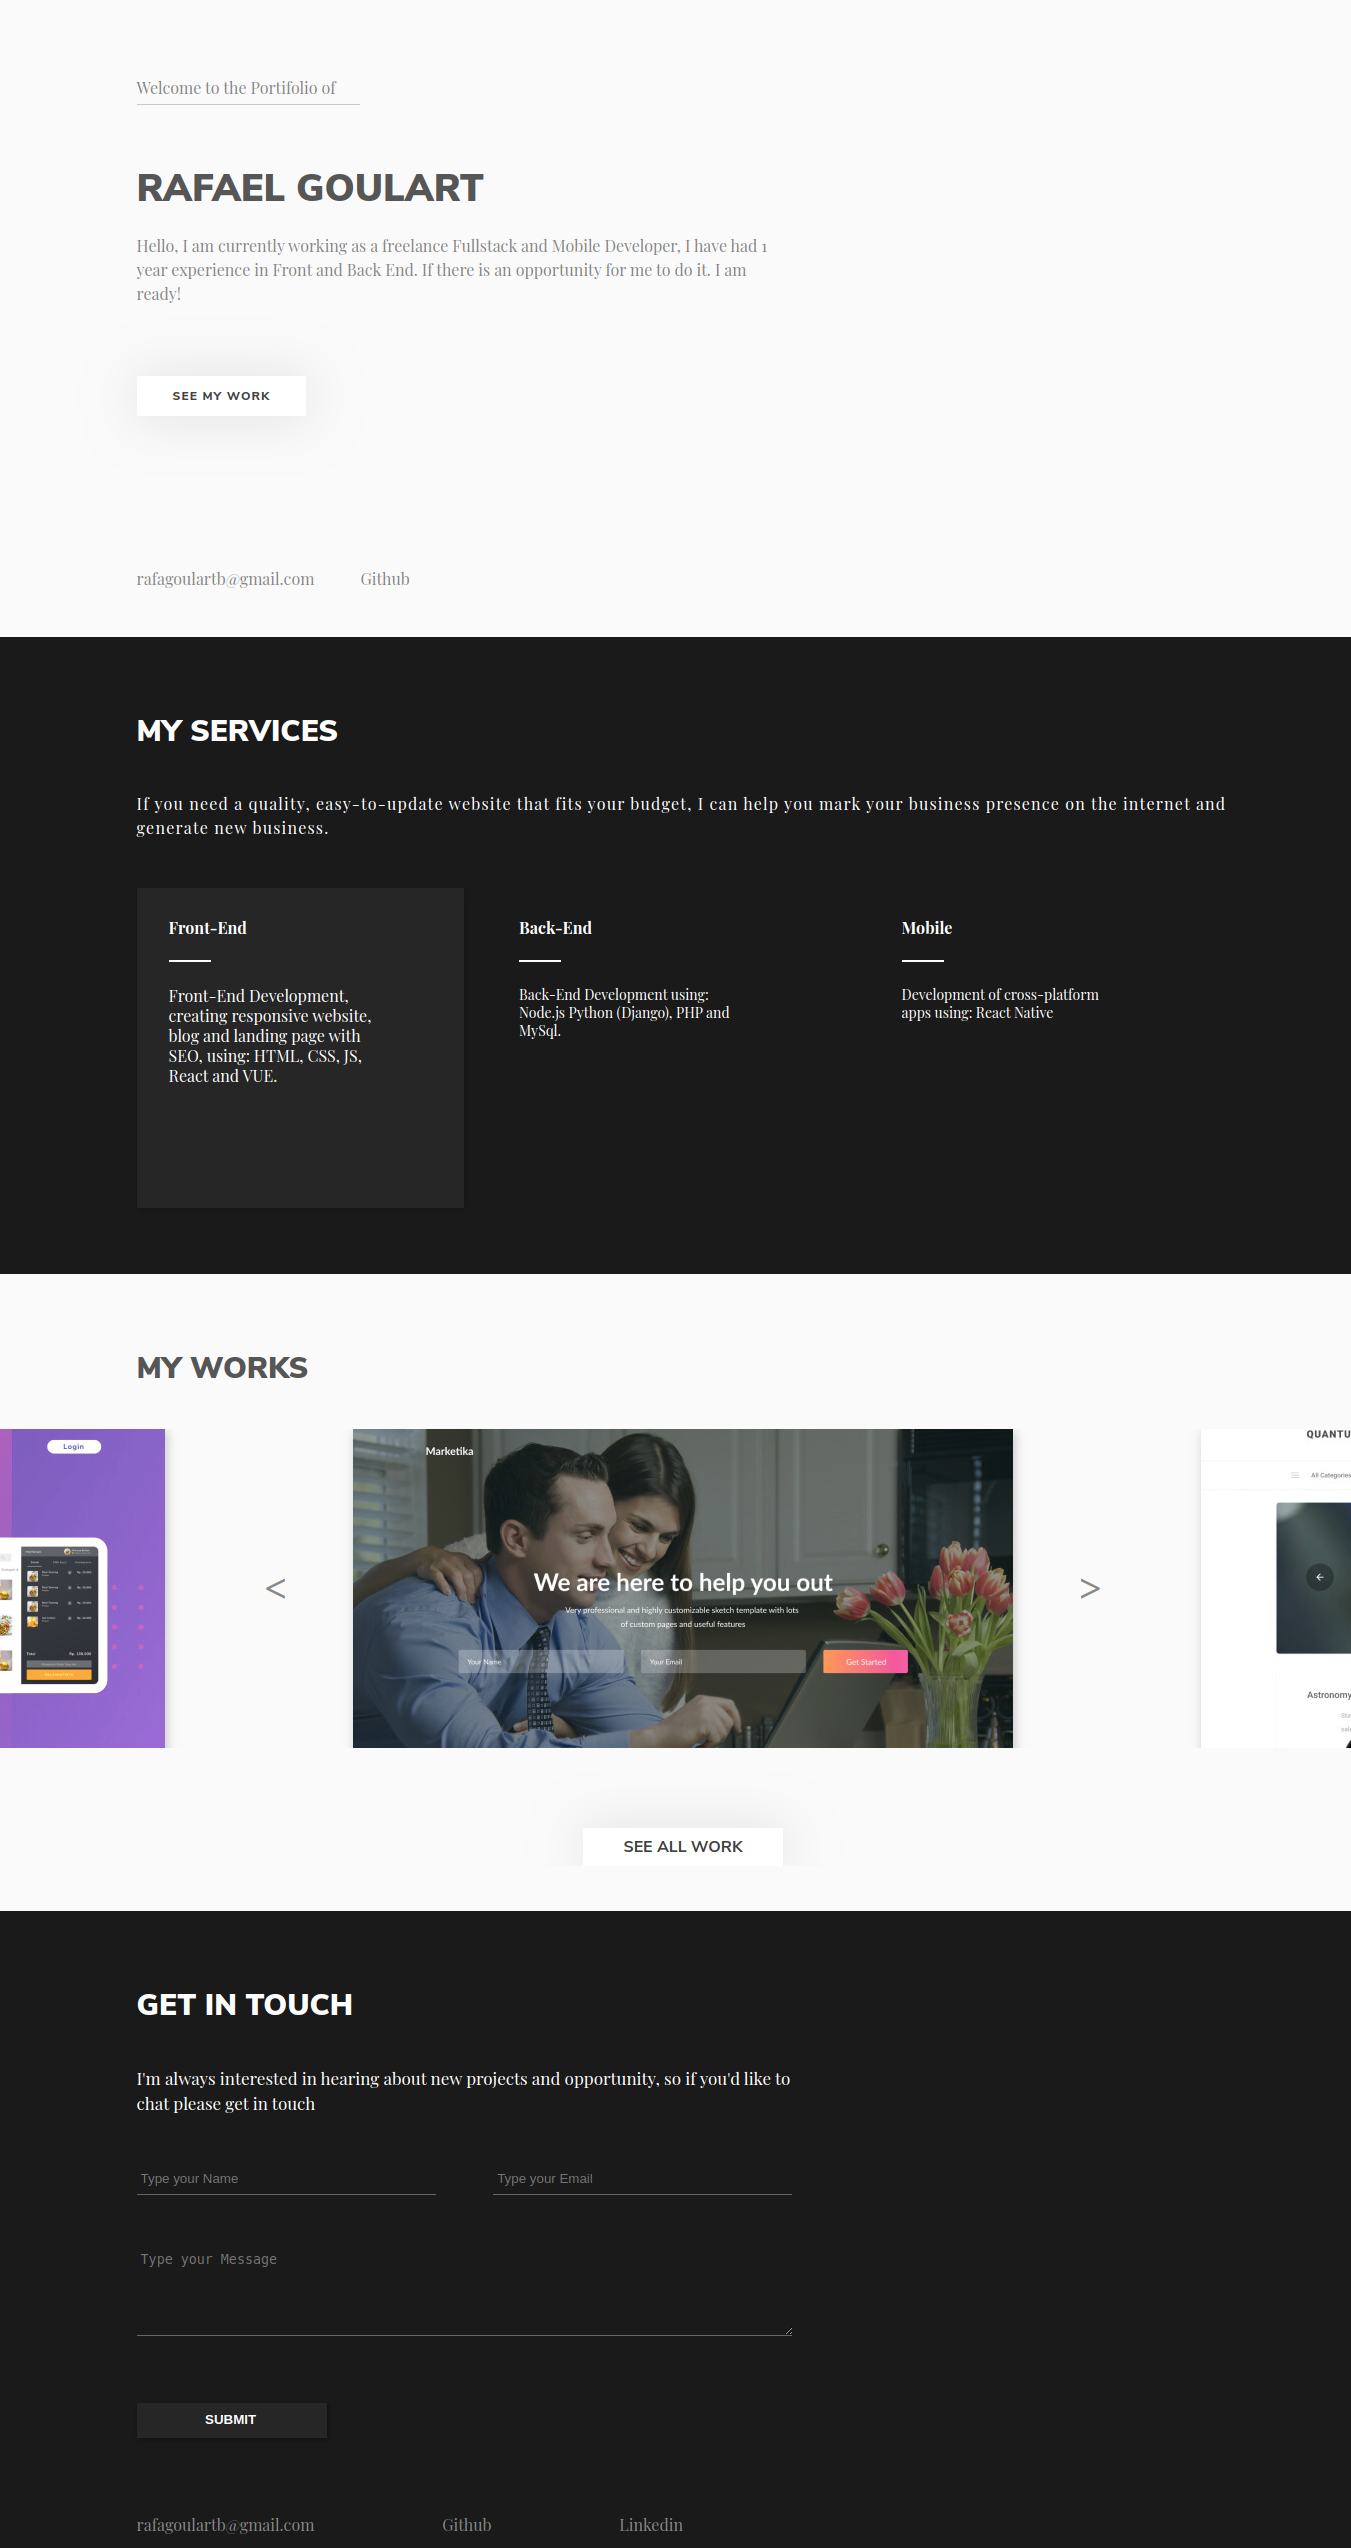 Welcome to the Portifolio of
RAFAEL GOULART
Hello, I am currently working as a freelance Fullstack and Mobile Developer, I have had 1
year experience in Front and Back End. If there is an opportunity for me to do it. I am
ready!
SEE MY WORK
rafagoulartb@gmail.com Github
MY SERVICES
If you need a quality, easy-to-update website that fits your budget, I can help you mark your business presence on the internet and
generate new business.
Front-End
Front-End Development,
creating responsive website,
blog and landing page with
SEO, using: HTML, CSS, JS,
React and VUE.
Back-End
Back-End Development using:
Node.js Python (Django), PHP and
MySql.
Mobile
Development of cross-platform
apps using: React Native
MY WORKS
Login
Total
<
Marketika
We are here to help you out
Very professional and highly customizable sketch template with lots
of custom pages and useful features
Your Name Your Email Get Started
>
QUANTU
All Categories
Astronomy
SEE ALL WORK
GET IN TOUCH
I'm always interested in hearing about new projects and opportunity, so if you'd like to
chat please get in touch
Type your Name Type your Email
Type your Message
SUBMIT
rafagoulartb@gmail.com Github Linkedin